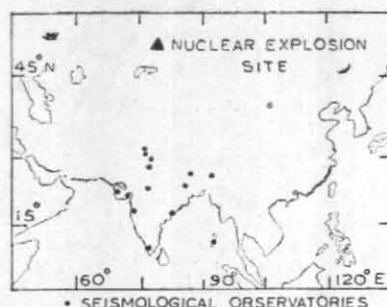 ▲ NUCLEAR EXPLOSION
SITE
45 N
15°
60° 90° 120° E
• SEISMOLOGICAL OBSERVATORIES